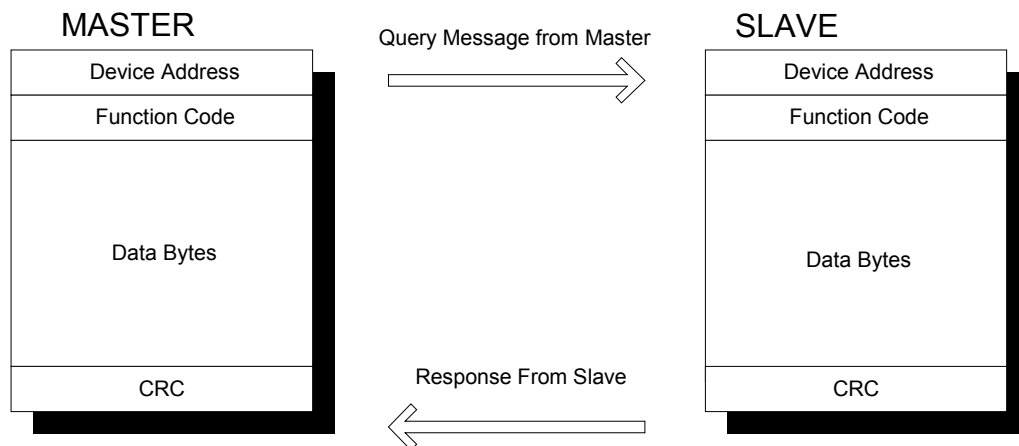 MASTER
Device Address
Function Code
Data Bytes
CRC
Query Message from Master
Response From Slave
SLAVE
Device Address
Function Code
Data Bytes
CRC